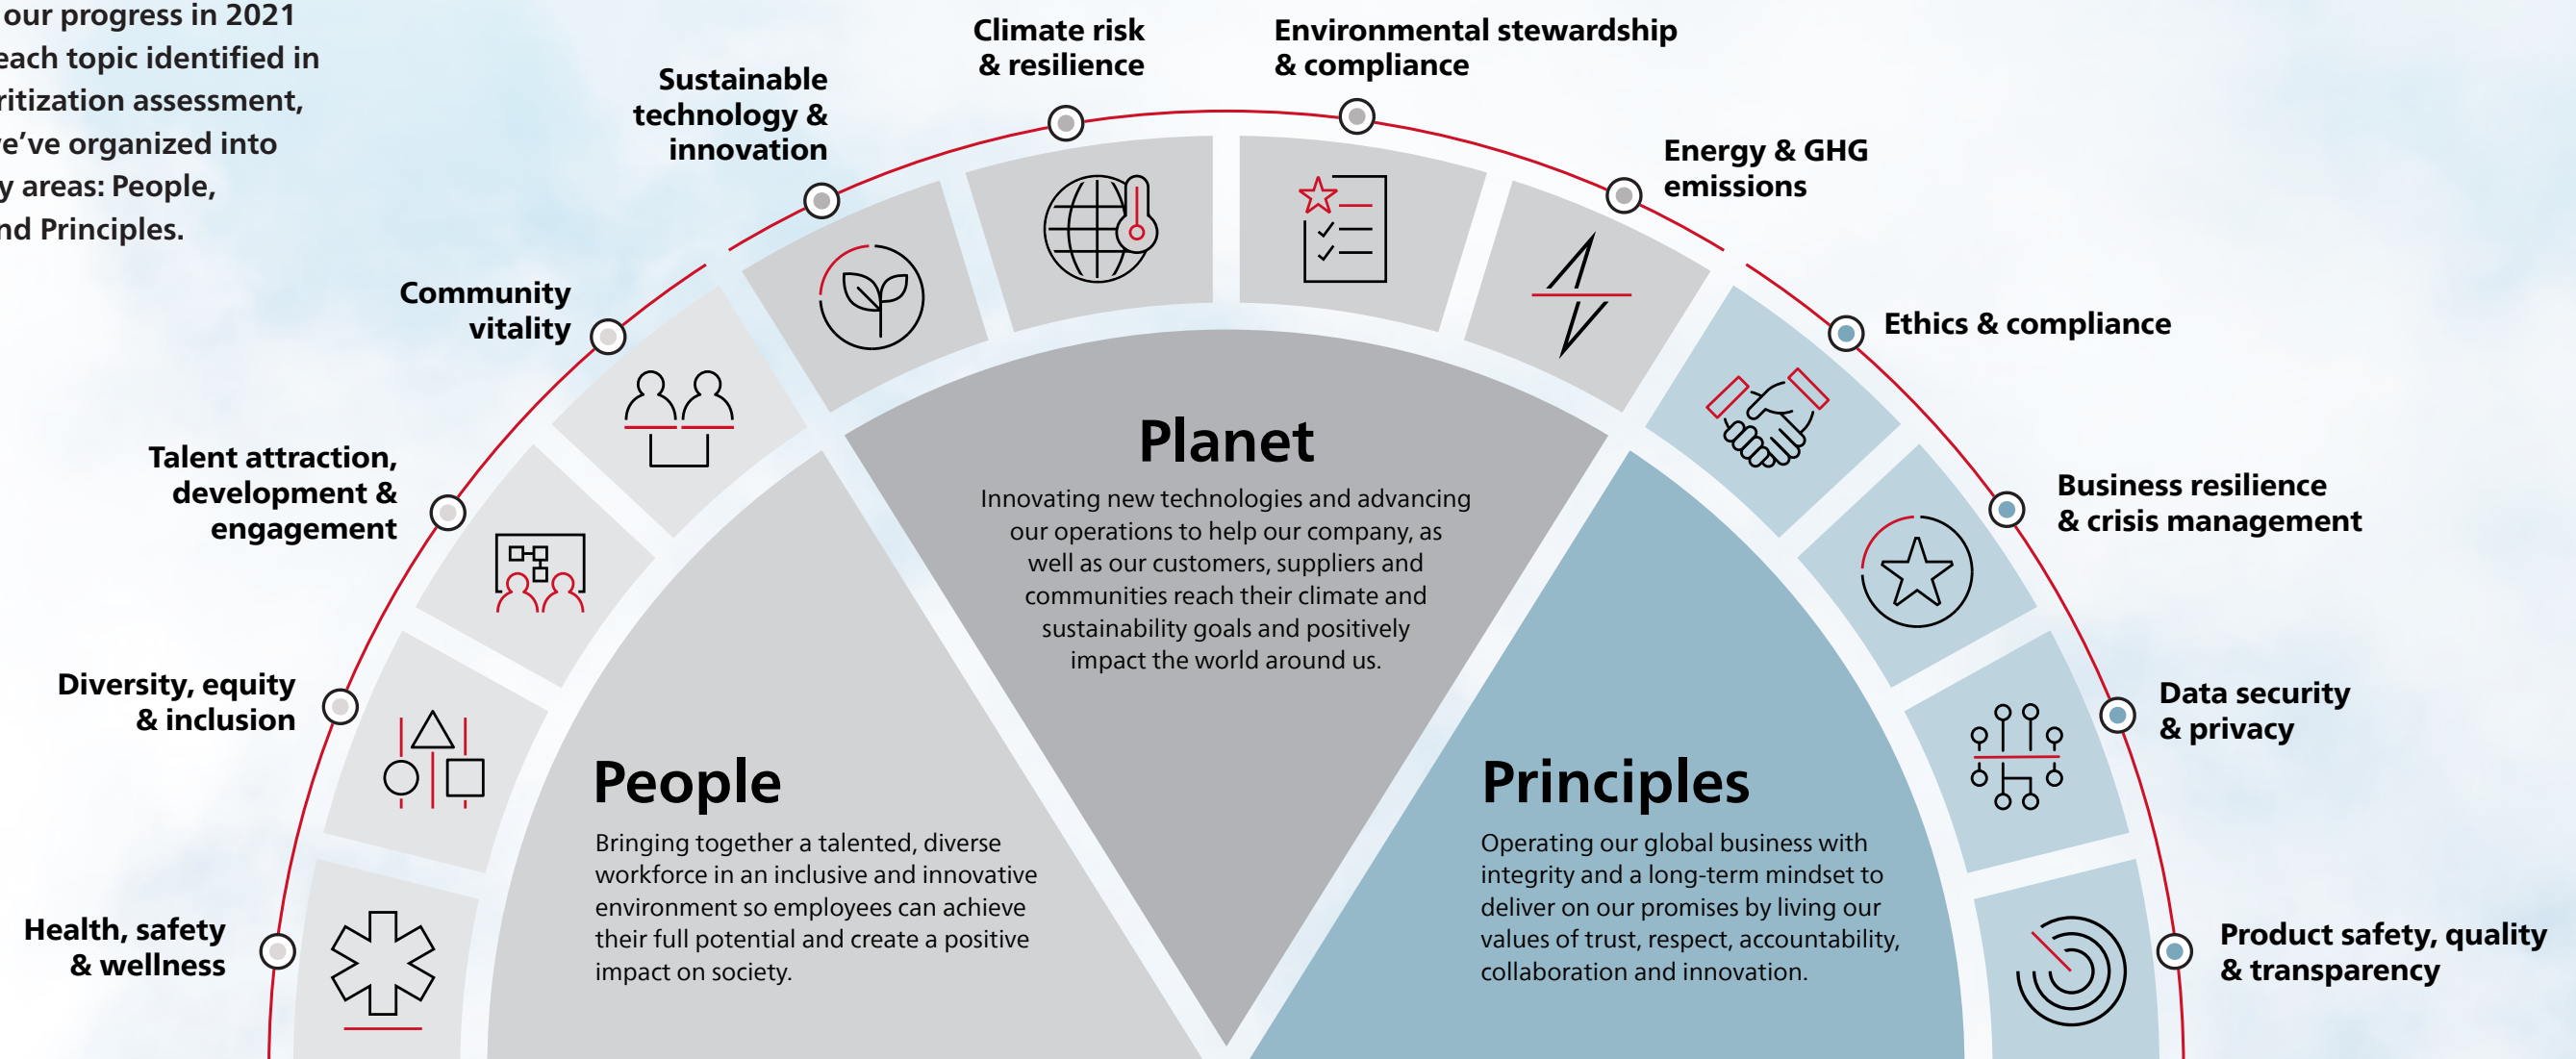 our progress in 2021
each topic identified in
ritization assessment,
e've organized into
y areas: People,
nd Principles.
Health, safety
& wellness
Diversity, equity
& inclusion
Talent attraction,
development &
engagement
Community
vitality
Sustainable
technology &
innovation
Climate risk
& resilience
Environmental stewardship
& compliance
Energy & GHG
emissions
Ethics & compliance
Business resilience
& crisis management
Data security
& privacy
Product safety, quality
& transparency
People
Bringing together a talented, diverse
workforce in an inclusive and innovative
environment so employees can achieve
their full potential and create a positive
impact on society.
Planet
Innovating new technologies and advancing
our operations to help our company, as
well as our customers, suppliers and
communities reach their climate and
sustainability goals and positively
impact the world around us.
Principles
Operating our global business with
integrity and a long-term mindset to
deliver on our promises by living our
values of trust, respect, accountability,
collaboration and innovation.